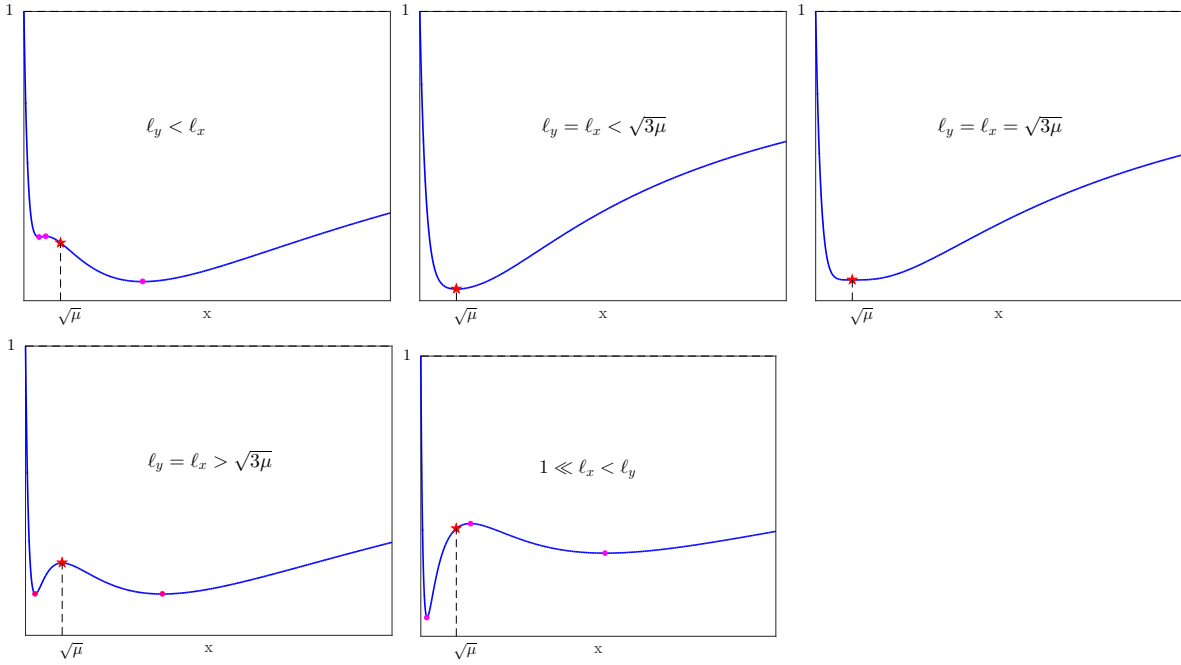 1
ℓ_y < ℓ_x
√μ
x
1
ℓ_y = ℓ_x < √3μ
√μ
x
1
ℓ_y = ℓ_x = √3μ
√μ
x
1
ℓ_y = ℓ_x > √3μ
√μ
x
1
1 ≪ ℓ_x < ℓ_y
√μ
x